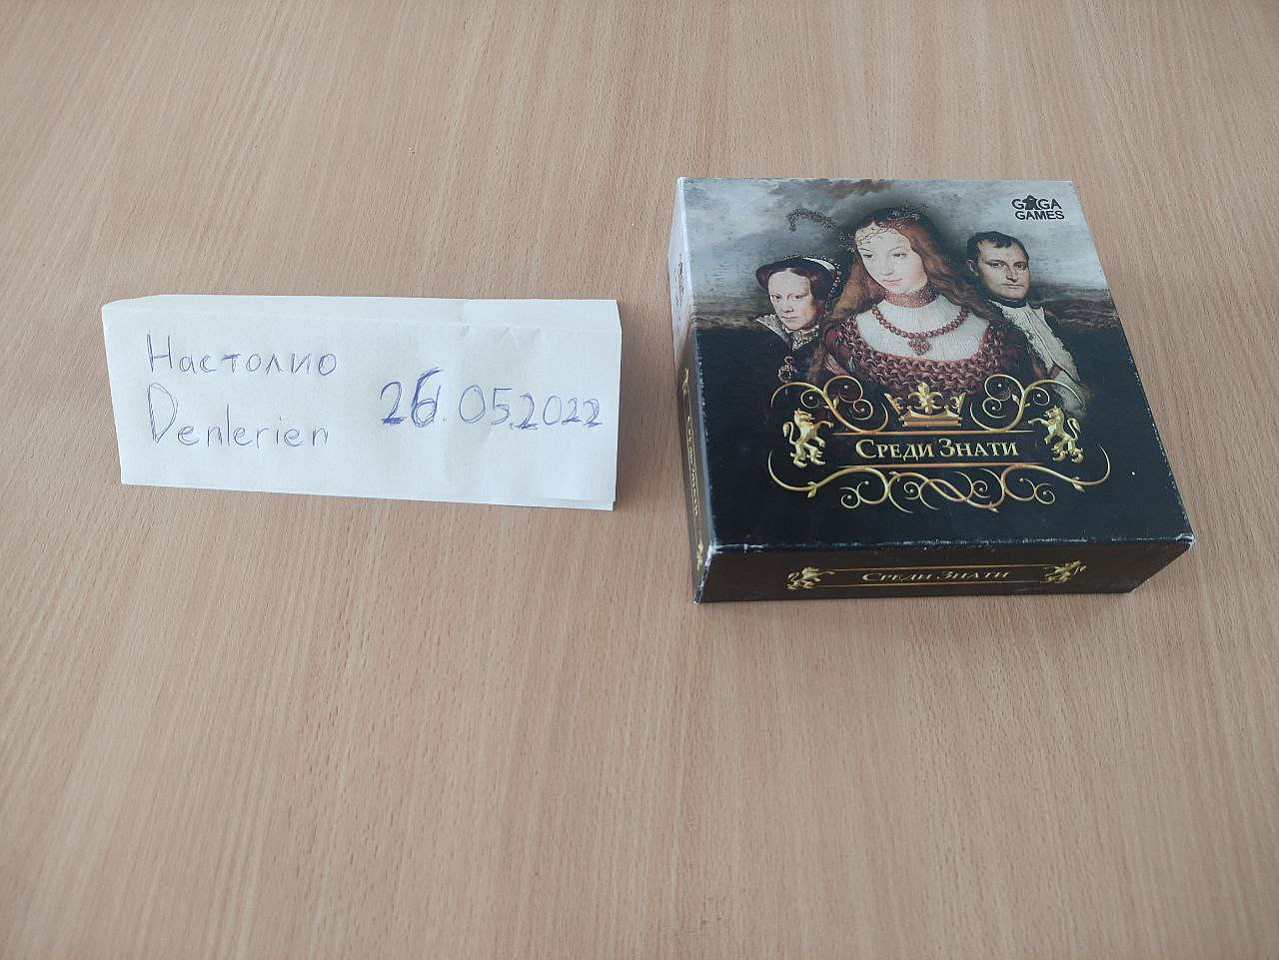 Настолио
Denlerien
26.05.2022
GAGA
GAMES
СРЕДИ ЗНАТИ
СРЕДИ ЗНАТИ